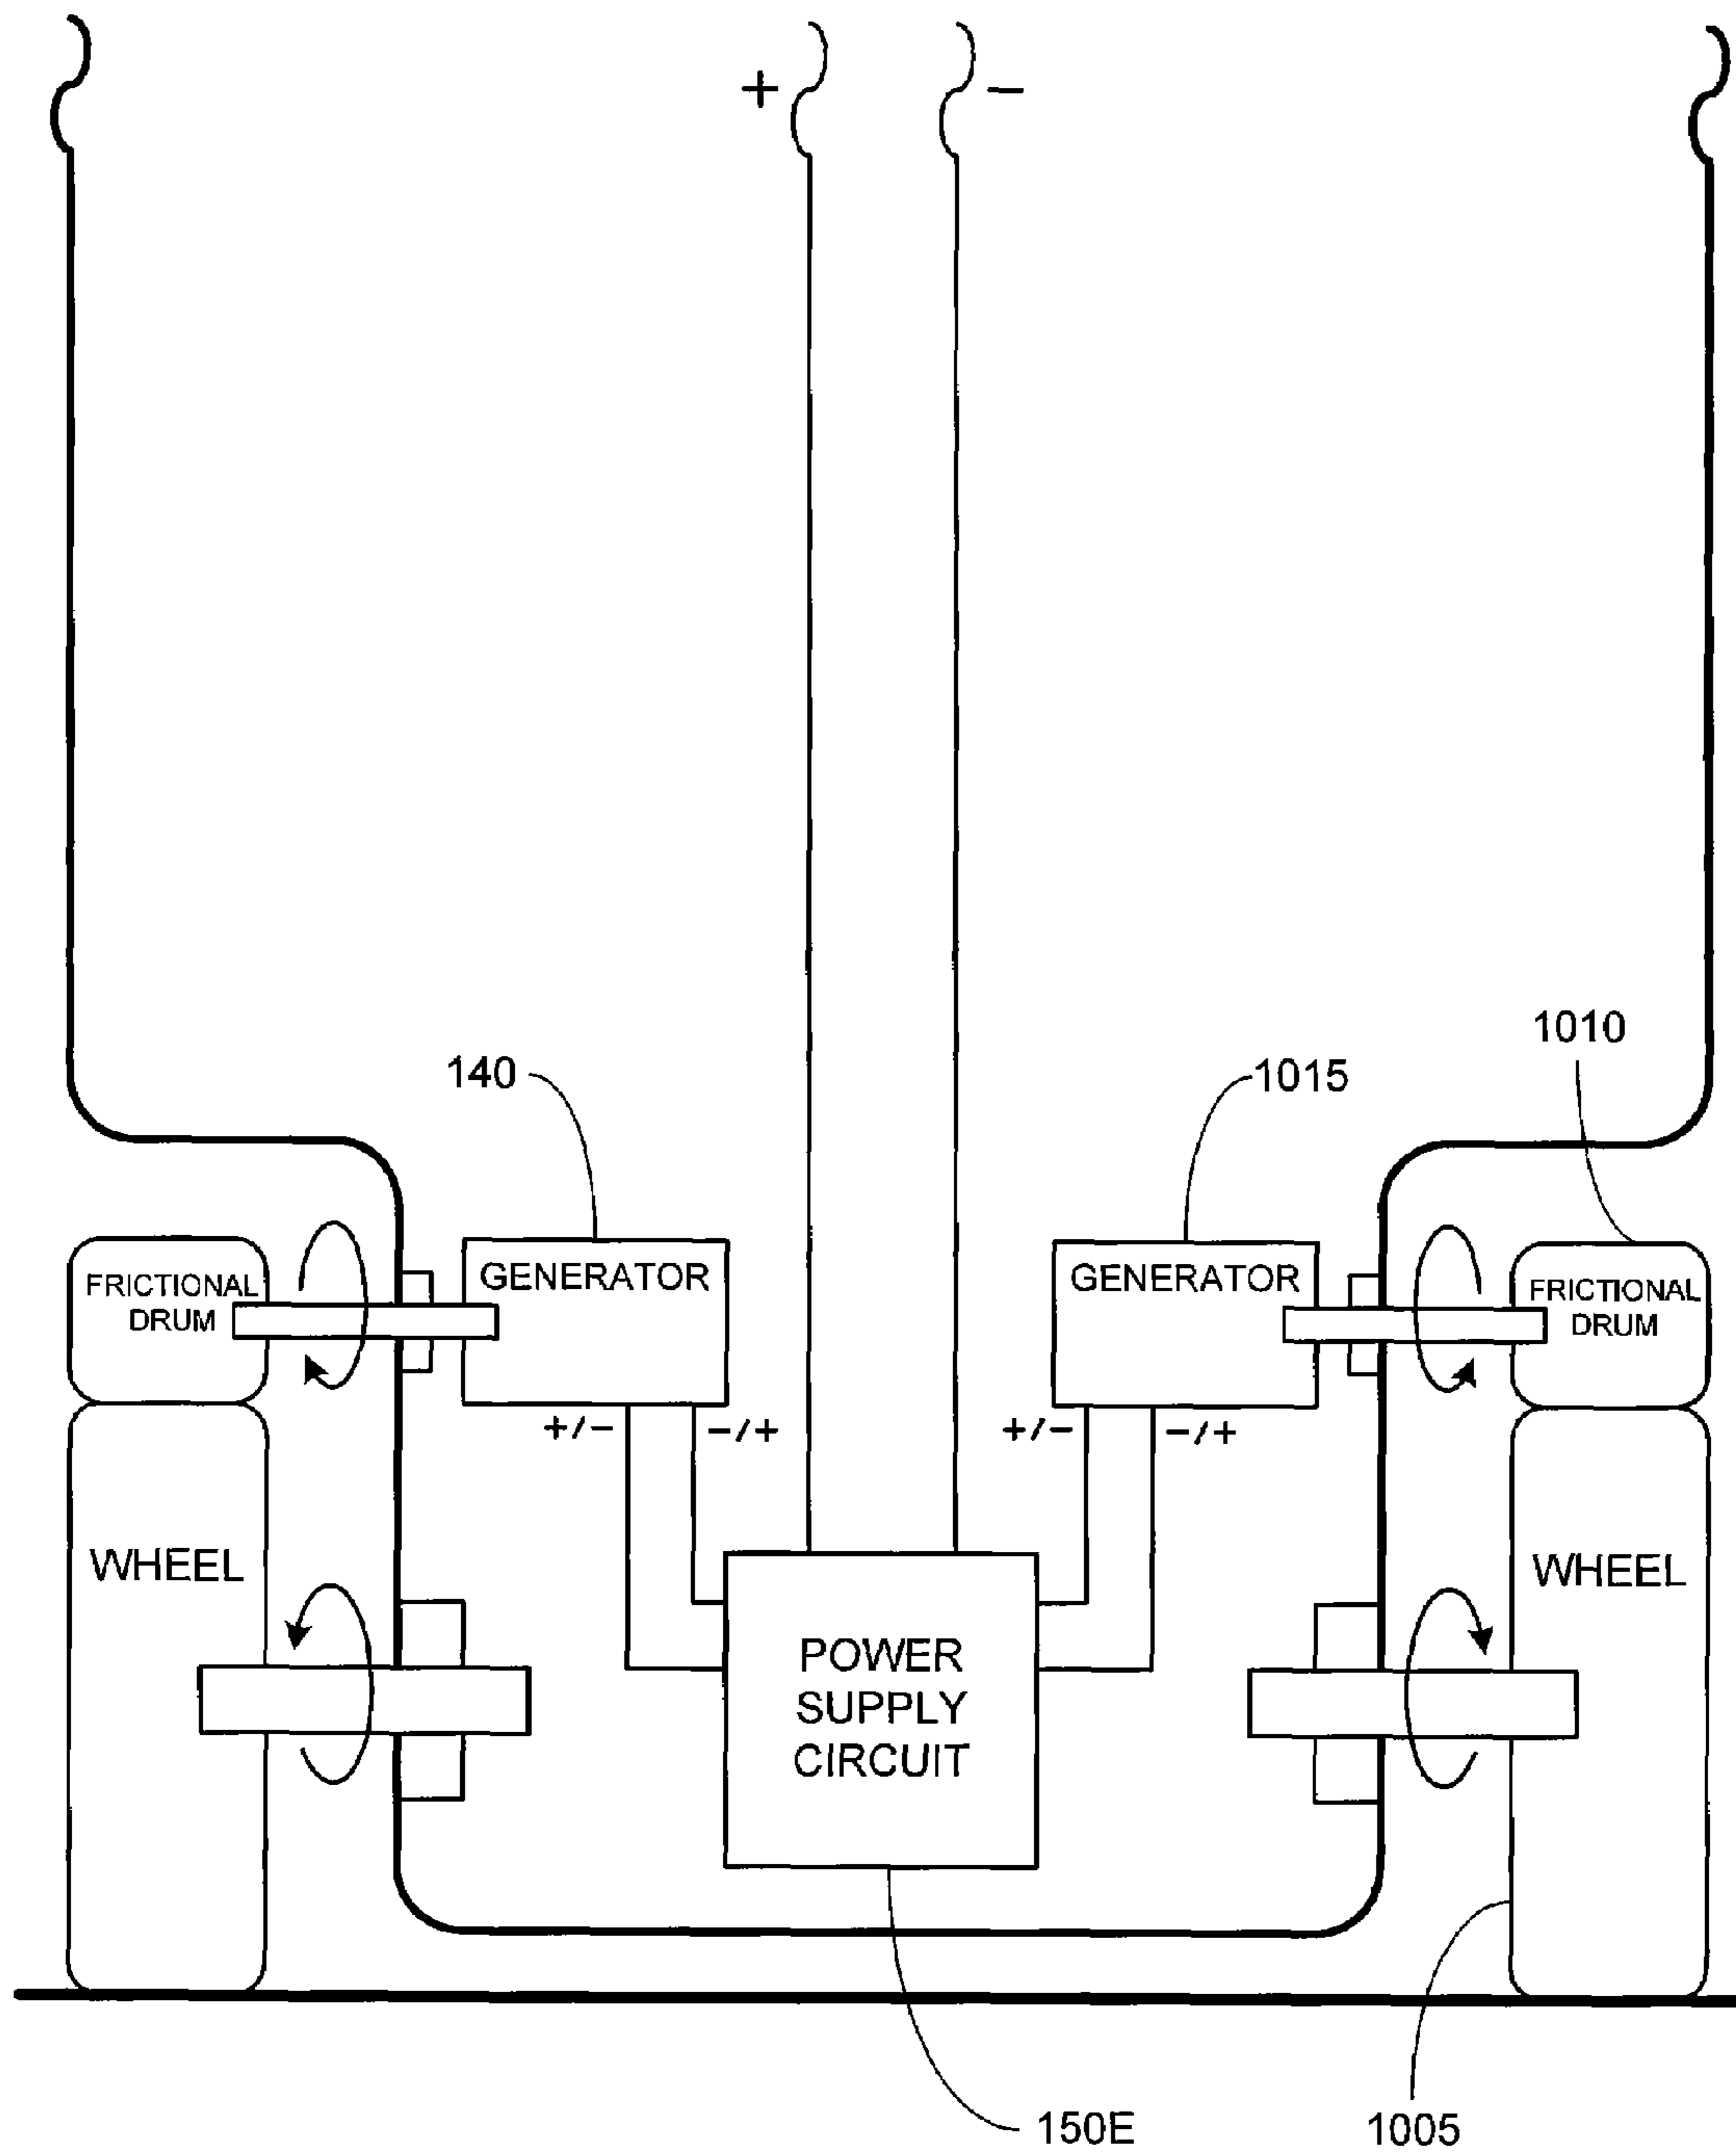 +
−
1010
140
1015
GENERATOR
GENERATOR
FRICTIONAL
DRUM
FRICTIONAL
DRUM
+/−
−/+
+/−
−/+
WHEEL
WHEEL
POWER
SUPPLY
CIRCUIT
150E
1005